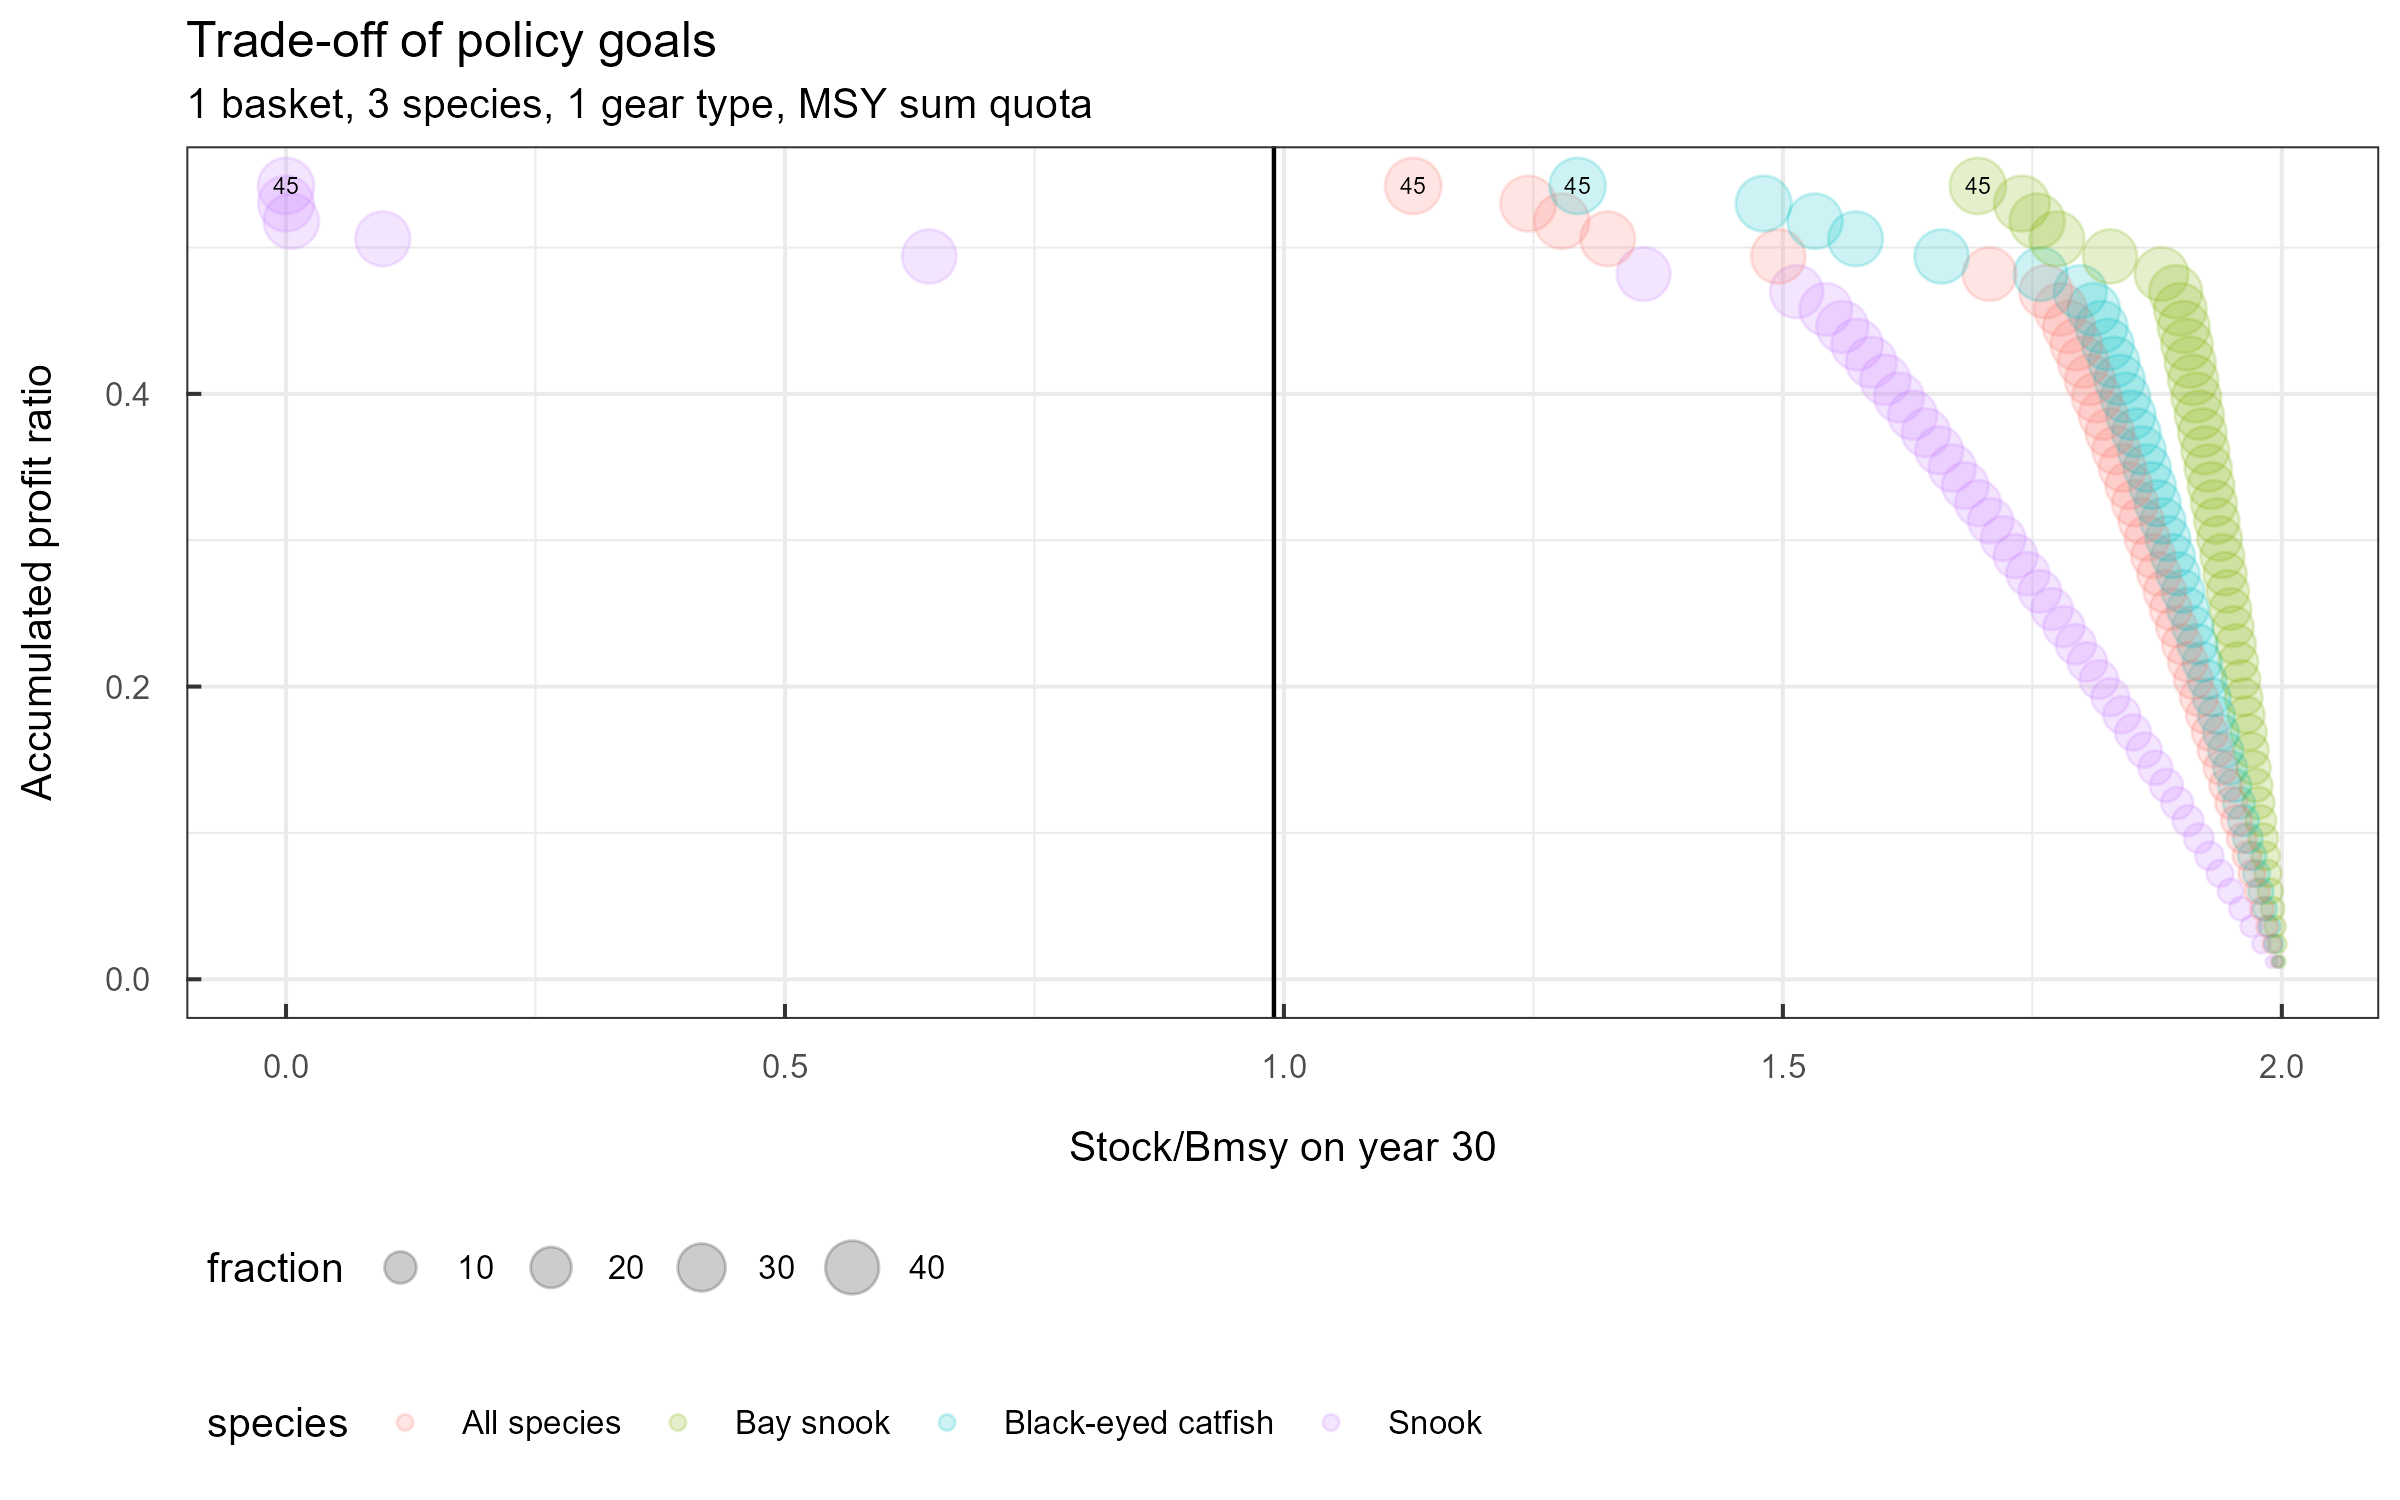 Trade-off of policy goals
1 basket, 3 species, 1 gear type, MSY sum quota
45 45 45 45
Accumulated profit ratio
0.4
0.2
0.0
0.0 0.5 1.0 1.5 2.0
Stock/Bmsy on year 30
fraction 10 20 30 40
species All species Bay snook Black-eyed catfish Snook